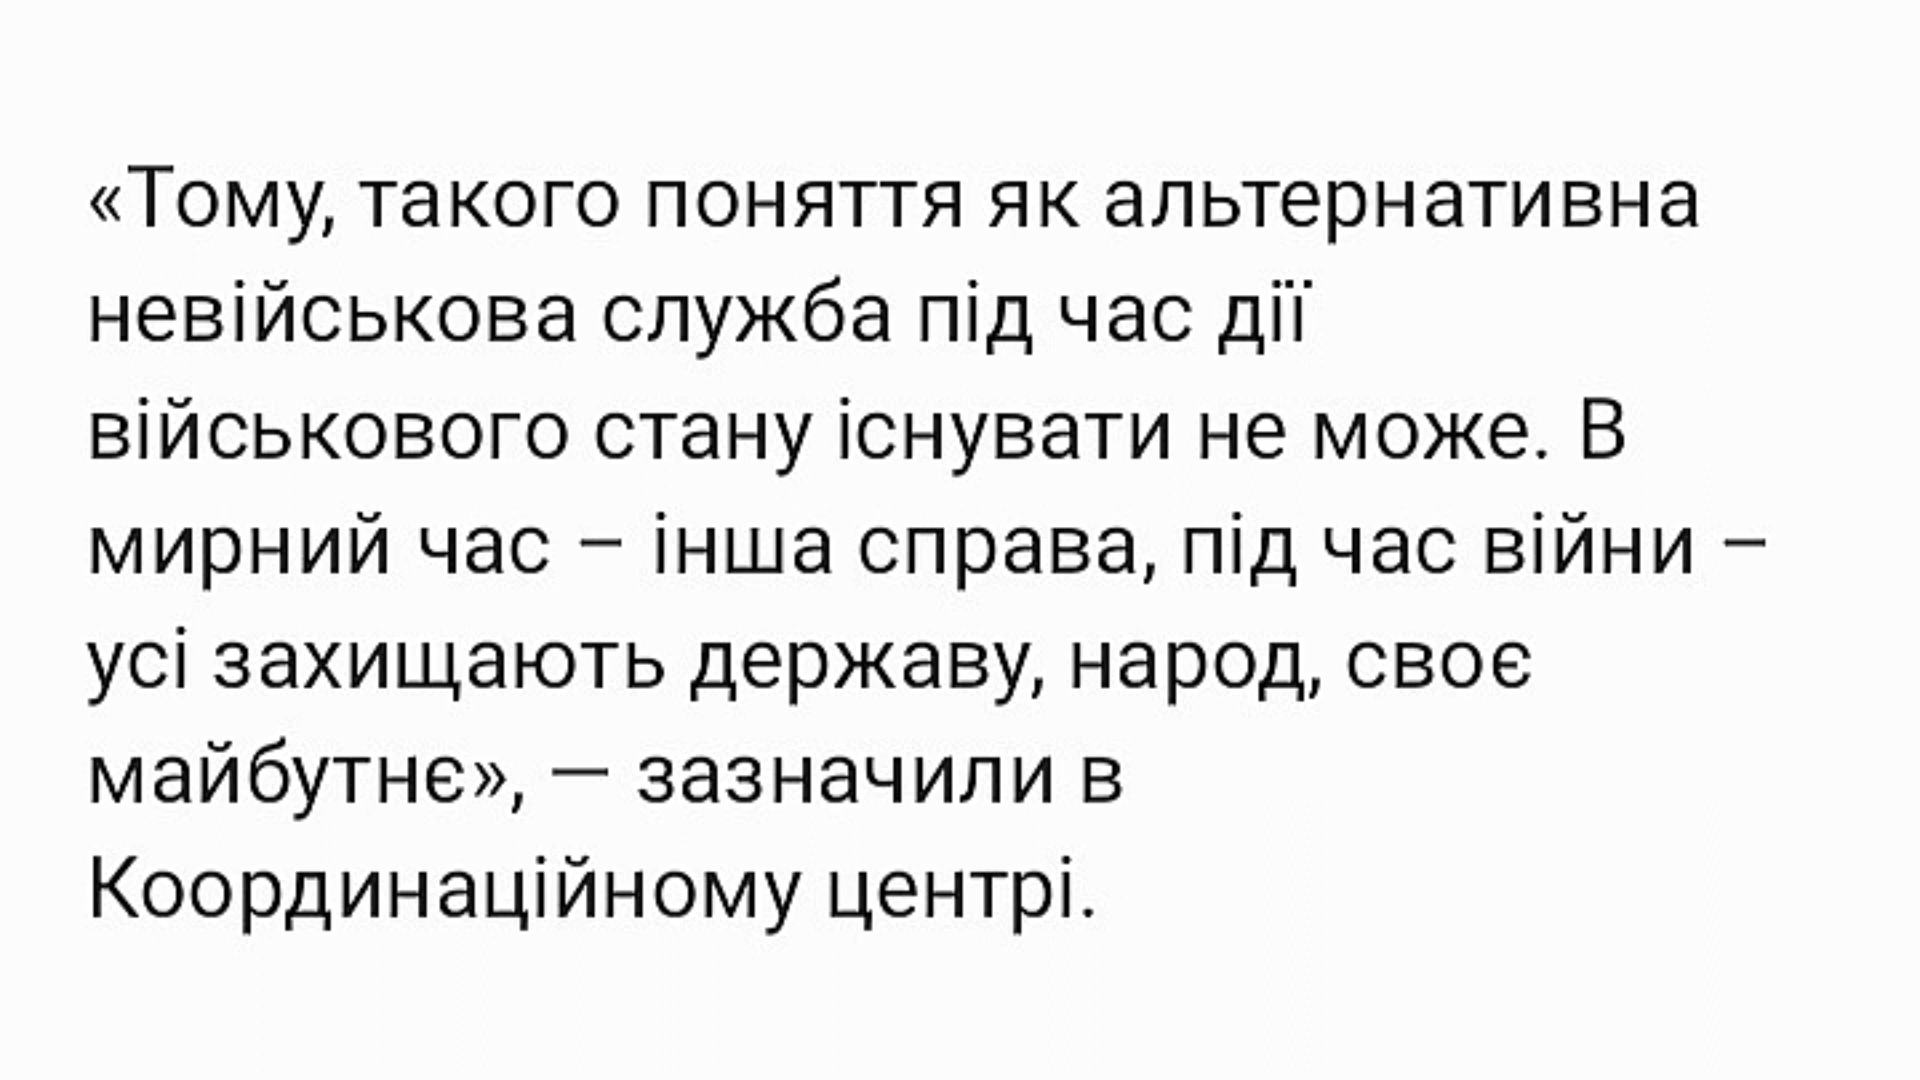 «Тому, такого поняття як альтернативна
невійськова служба під час дії
військового стану існувати не може. В
мирний час – інша справа, під час війни –
усі захищають державу, народ, своє
майбутнє», — зазначили в
Координаційному центрі.